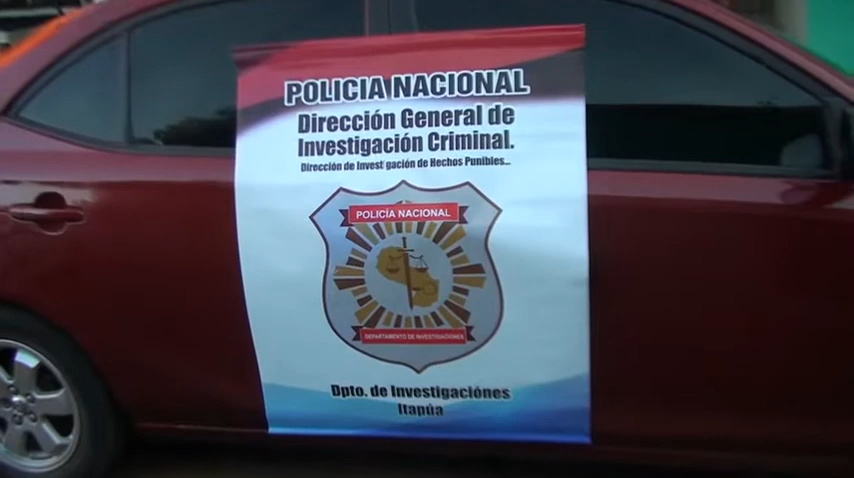 POLICIA NACIONAL
Dirección General de
Investigación Criminal.
Dirección de Investigación de Hechos Punibles...
POLICÍA NACIONAL
DEPARTAMENTO DE INVESTIGACIONES
Dpto. de Investigaciónes
Itapúa